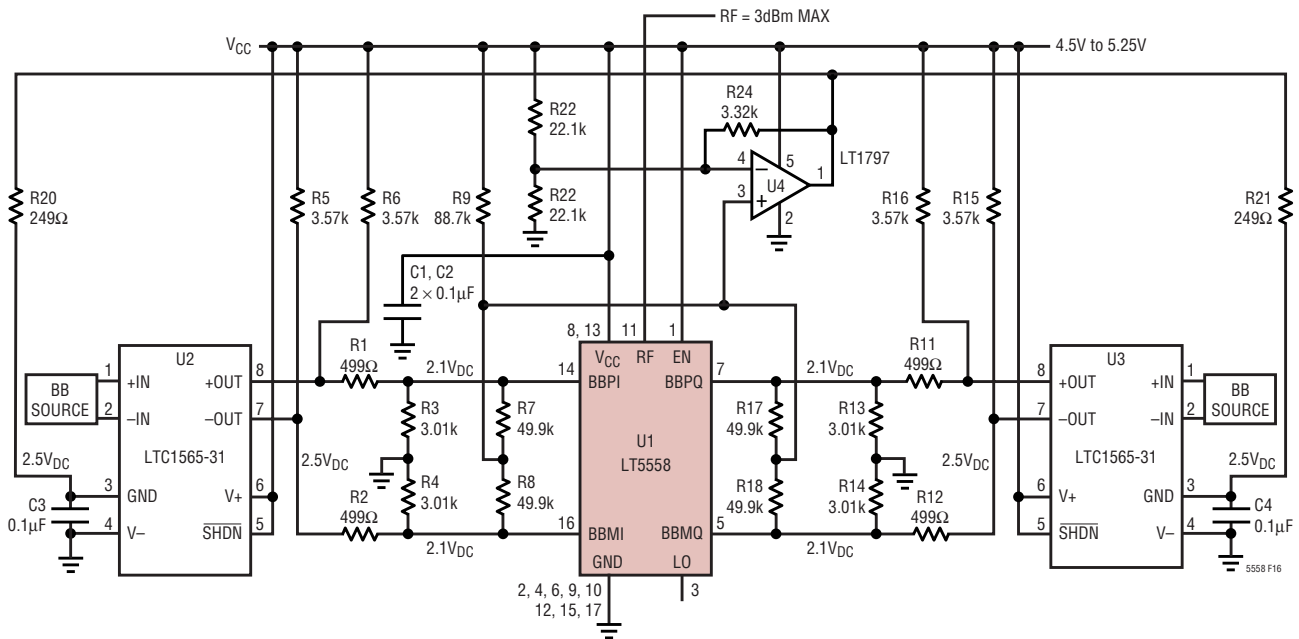 RF = 3dBm MAX
VCC
4.5V to 5.25V
R20
249Ω
R5
3.57k
R6
3.57k
R9
88.7k
R22
22.1k
R22
22.1k
R24
3.32k
LT1797
4
5
1
−
U4
3
+
2
R16
3.57k
R15
3.57k
R21
249Ω
C1, C2
2 × 0.1µF
8, 13
11
1
VCC
RF
EN
U2
1
+IN
2
−IN
BB
SOURCE
+OUT
8
−OUT
7
LTC1565-31
2.5VDC
3
GND
V+
6
C3
0.1µF
4
V−
SHDN
5
R1
499Ω
2.1VDC
14
BBPI
R3
3.01k
R7
49.9k
2.5VDC
R4
3.01k
R8
49.9k
R2
499Ω
2.1VDC
16
BBMI
U1
LT5558
BBPQ
7
2.1VDC
R11
499Ω
R17
49.9k
R13
3.01k
R18
49.9k
R14
3.01k
2.5VDC
R12
499Ω
BBMQ
5
2.1VDC
GND
LO
2, 4, 6, 9, 10
12, 15, 17
3
U3
8
+OUT
+IN
1
7
−OUT
−IN
2
BB
SOURCE
LTC1565-31
2.5VDC
6
V+
GND
3
5
SHDN
V−
4
C4
0.1µF
5558 F16